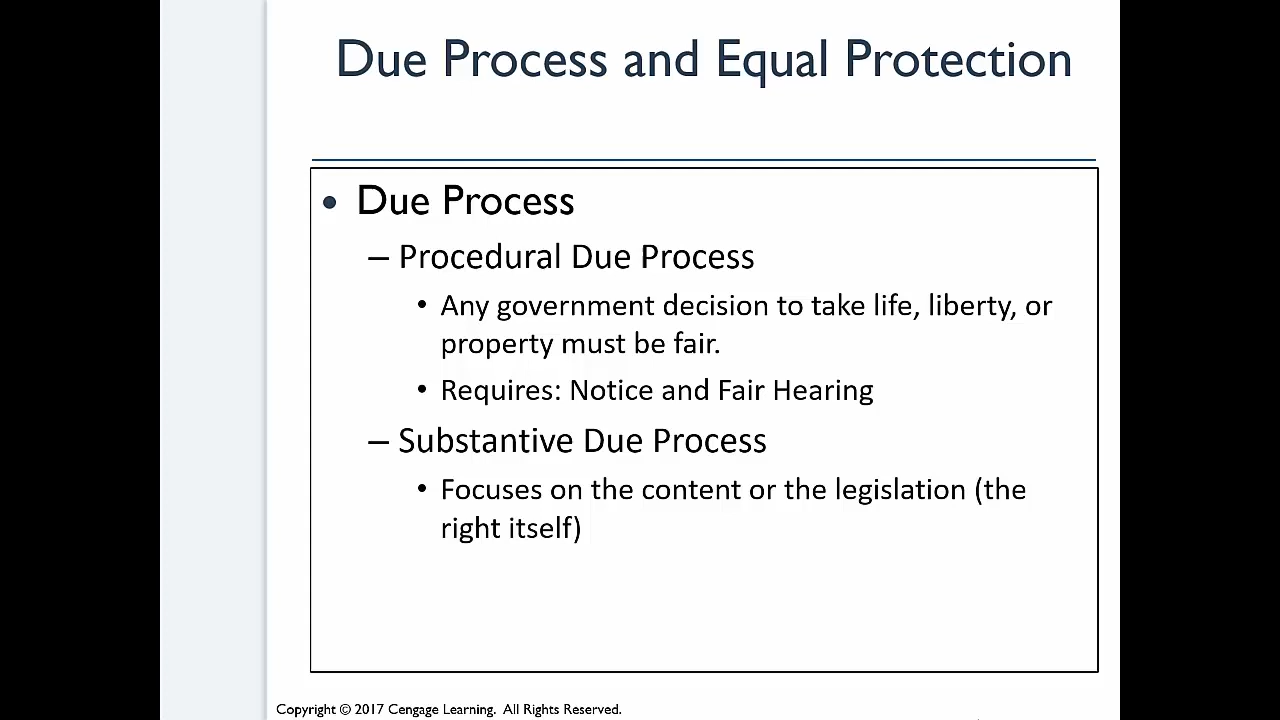 Due Process and Equal Protection
• Due Process
– Procedural Due Process
• Any government decision to take life, liberty, or
property must be fair.
• Requires: Notice and Fair Hearing
– Substantive Due Process
• Focuses on the content or the legislation (the
right itself)
Copyright © 2017 Cengage Learning. All Rights Reserved.